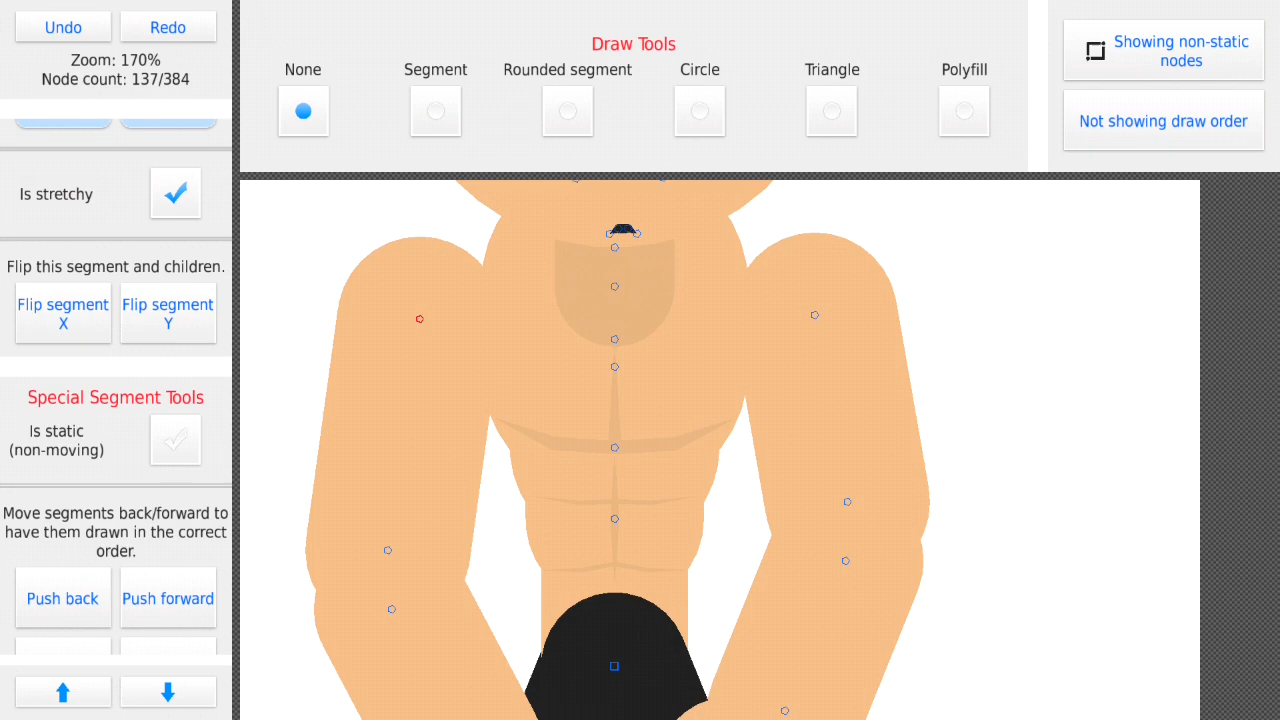 Undo
Redo
Zoom: 170%
Node count: 137/384
Is stretchy
Flip this segment and children.
Flip segment
X
Flip segment
Y
Special Segment Tools
Is static
(non-moving)
Move segments back/forward to
have them drawn in the correct
order.
Push back
Push forward
Draw Tools
None
Segment
Rounded segment
Circle
Triangle
Polyfill
Showing non-static
nodes
Not showing draw order